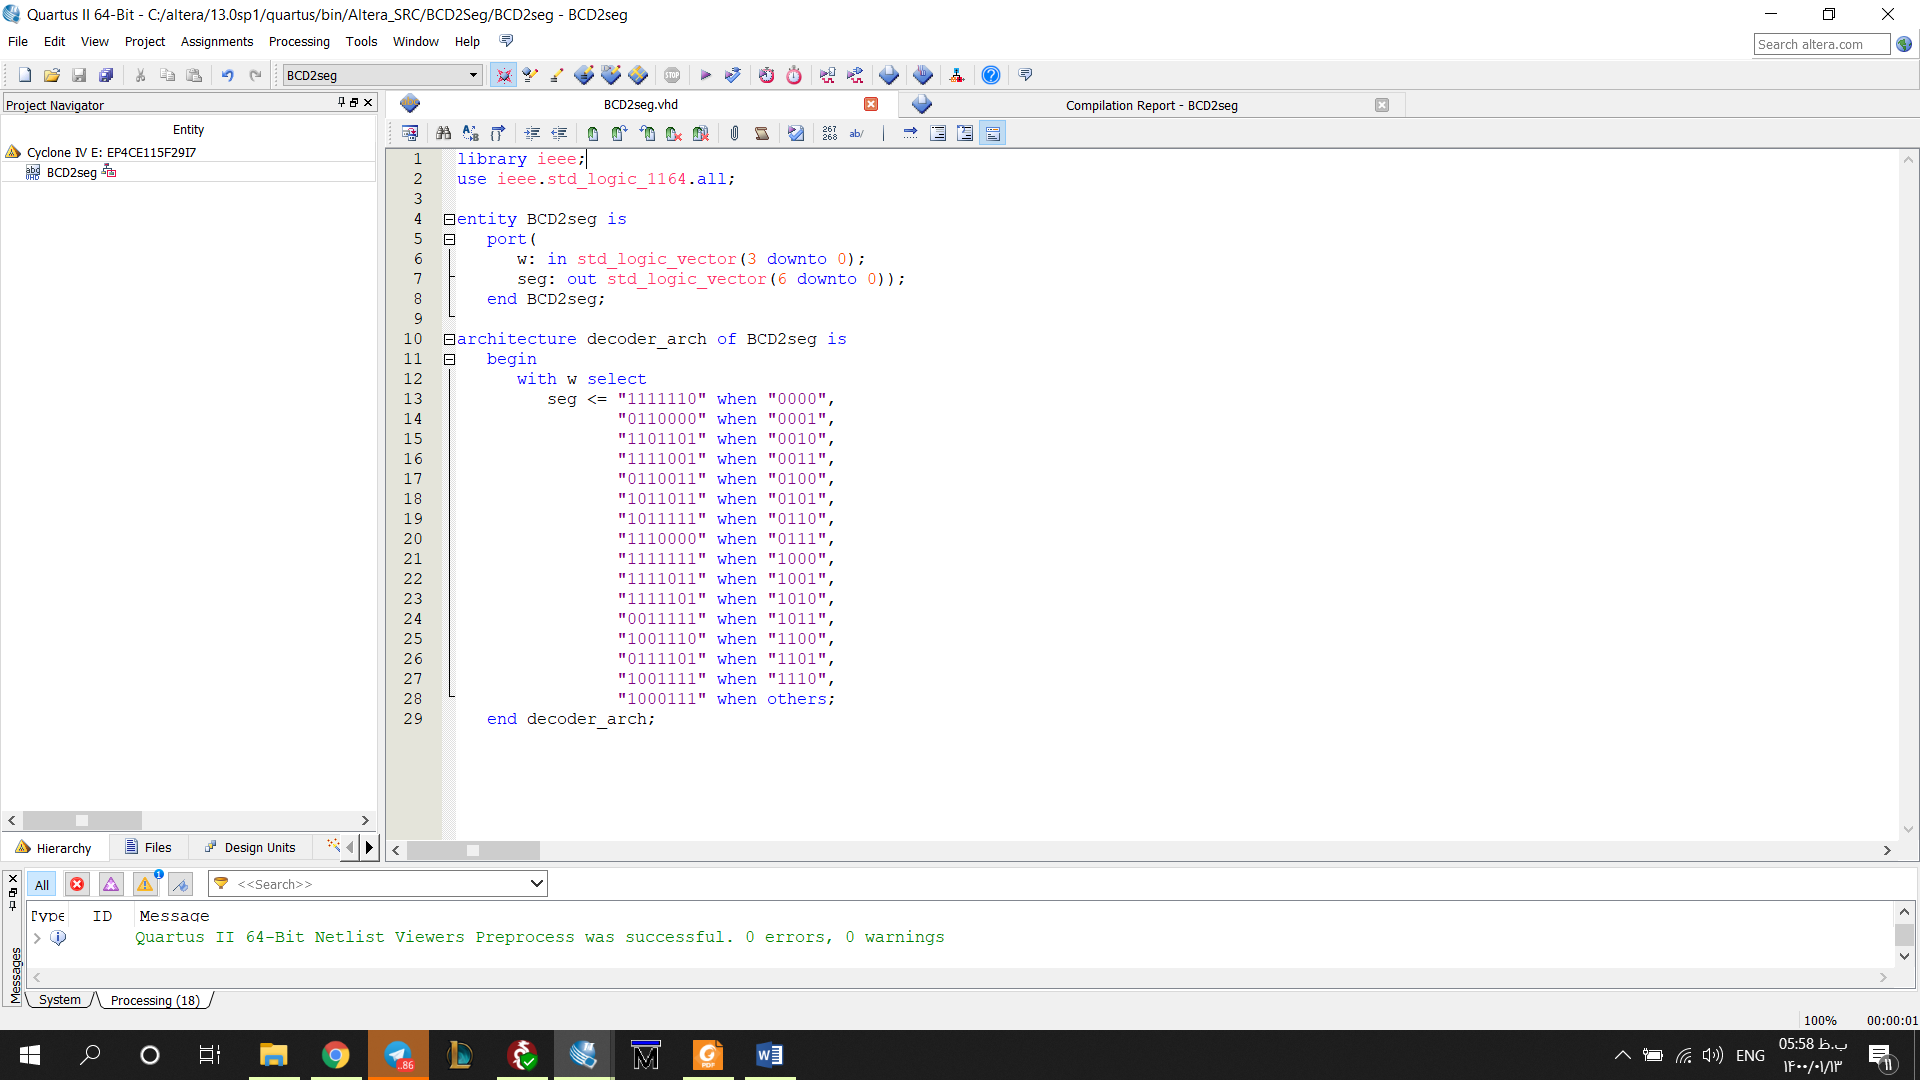 Quartus II 64-Bit - C:/altera/13.0sp1/quartus/bin/Altera_SRC/BCD2Seg/BCD2seg - BCD2seg
File Edit View Project Assignments Processing Tools Window Help
Search altera.com
BCD2seg
Project Navigator
Entity
Cyclone IV E: EP4CE115F29I7
BCD2seg
BCD2seg.vhd
Compilation Report - BCD2seg
267
268
ab/
1 library ieee;
2 use ieee.std_logic_1164.all;
3
4 entity BCD2seg is
5 port(
6 w: in std_logic_vector(3 downto 0);
7 seg: out std_logic_vector(6 downto 0));
8 end BCD2seg;
9
10 architecture decoder_arch of BCD2seg is
11 begin
12 with w select
13 seg <= "1111110" when "0000",
14 "0110000" when "0001",
15 "1101101" when "0010",
16 "1111001" when "0011",
17 "0110011" when "0100",
18 "1011011" when "0101",
19 "1011111" when "0110",
20 "1110000" when "0111",
21 "1111111" when "1000",
22 "1111011" when "1001",
23 "1111101" when "1010",
24 "0011111" when "1011",
25 "1001110" when "1100",
26 "0111101" when "1101",
27 "1001111" when "1110",
28 "1000111" when others;
29 end decoder_arch;
Hierarchy Files Design Units
Messages
All
1
<<Search>>
Type ID Message
Quartus II 64-Bit Netlist Viewers Preprocess was successful. 0 errors, 0 warnings
System Processing (18)
100% 00:00:01
ENG
05:58 ب.ظ
۱۴۰۰/۰۱/۱۳
۱۱